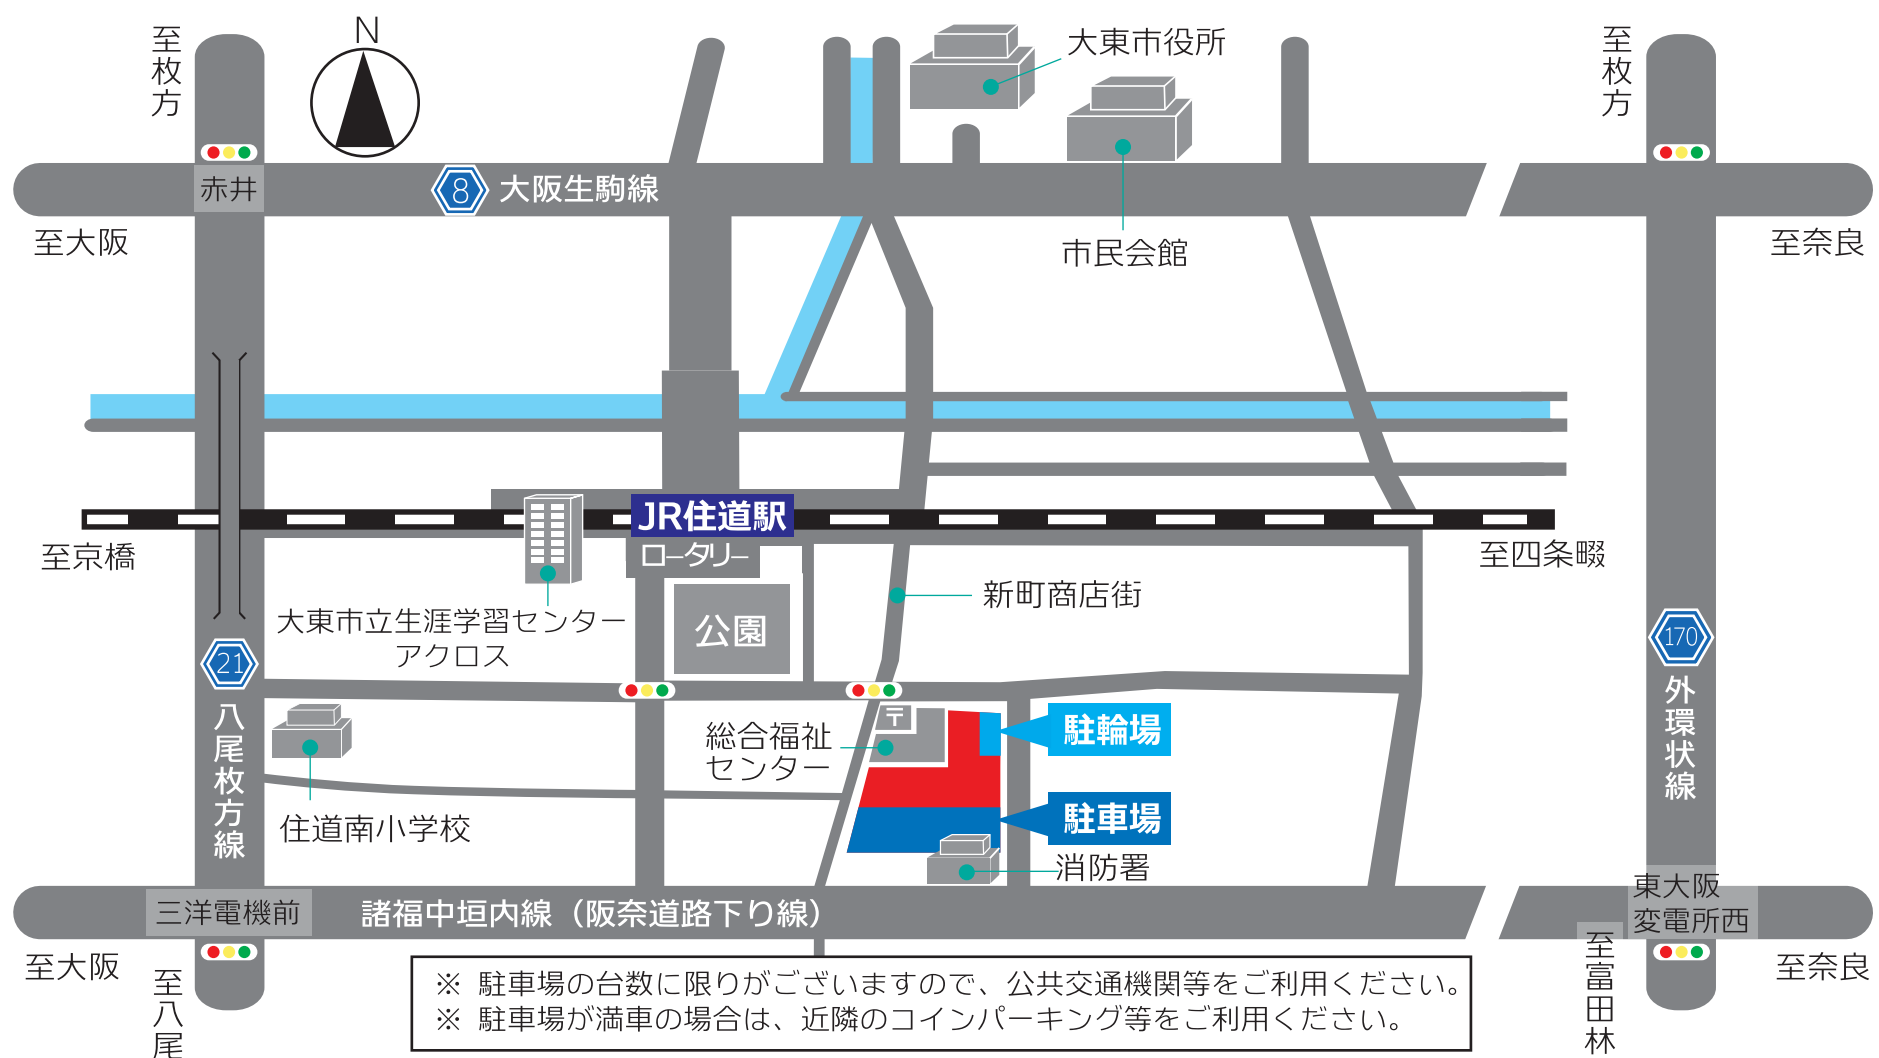 N
至枚方
至枚方
大東市役所
赤井
8
大阪生駒線
至大阪
市民会館
至奈良
JR住道駅
ロータリー
至京橋
至四条畷
新町商店街
大東市立生涯学習センター
アクロス
公園
21
八尾枚方線
170
外環状線
総合福祉
センター
〒
駐輪場
駐車場
住道南小学校
消防署
三洋電機前
諸福中垣内線（阪奈道路下り線）
東大阪
変電所西
至大阪
至八尾
至富田林
至奈良
※ 駐車場の台数に限りがございますので、公共交通機関等をご利用ください。
※ 駐車場が満車の場合は、近隣のコインパーキング等をご利用ください。